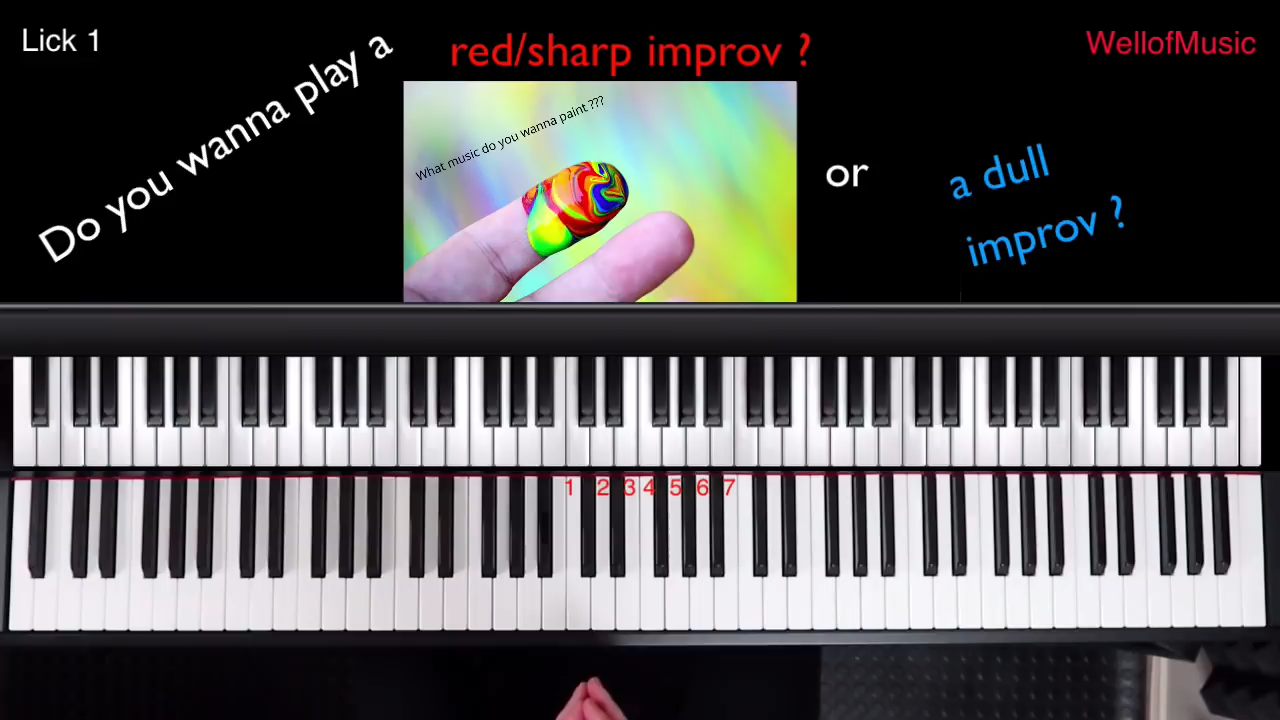 Lick 1
Do you wanna play a
red/sharp improv ?
WellofMusic
What music do you wanna paint ???
or
a dull
improv ?
1 2 3 4 5 6 7